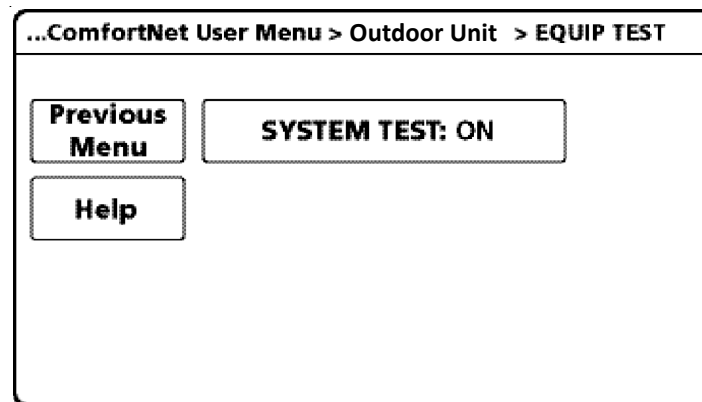 ...ComfortNet User Menu > Outdoor Unit > EQUIP TEST
Previous
Menu
SYSTEM TEST: ON
Help